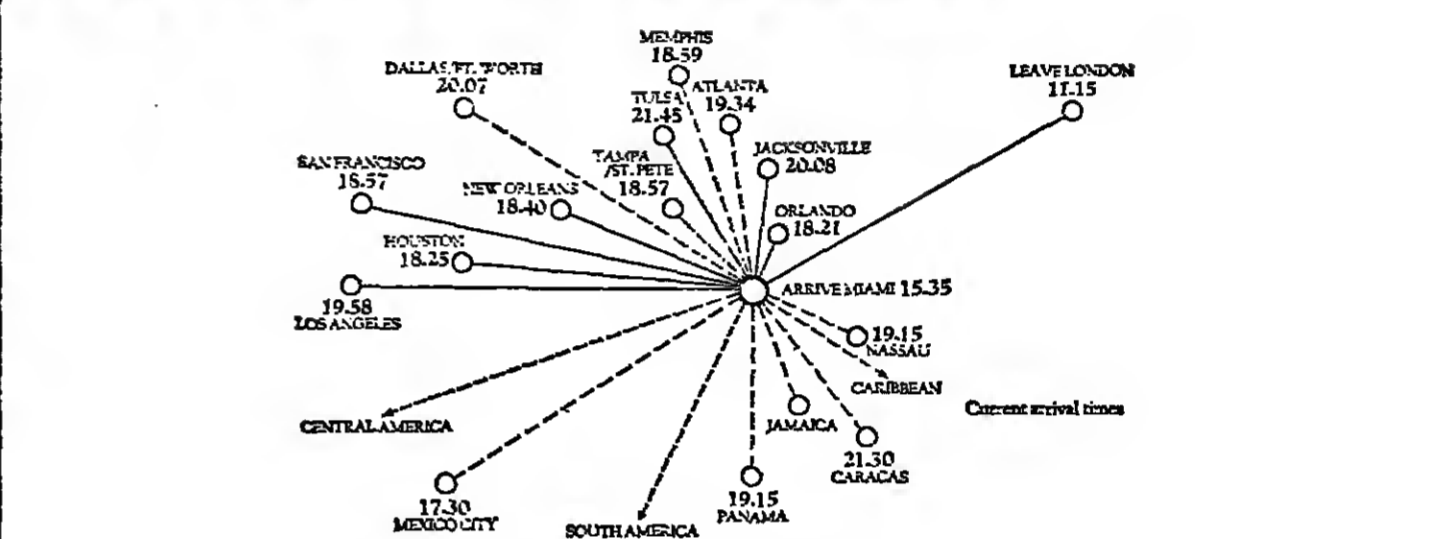 MEMPHIS
18.59
DALLAS/FT. WORTH
20.07
LEAVE LONDON
11.15
TULSA
21.45
ATLANTA
19.34
JACKSONVILLE
20.08
SAN FRANCISCO
18.57
TAMPA
/ST. PETE
18.57
NEW ORLEANS
18.40
ORLANDO
18.21
HOUSTON
18.25
ARRIVE MIAMI 15.35
19.58
LOS ANGELES
19.15
NASSAU
CARIBBEAN
Current arrival times
CENTRAL AMERICA
JAMAICA
21.30
CARACAS
17.30
MEXICO CITY
19.15
PANAMA
SOUTH AMERICA